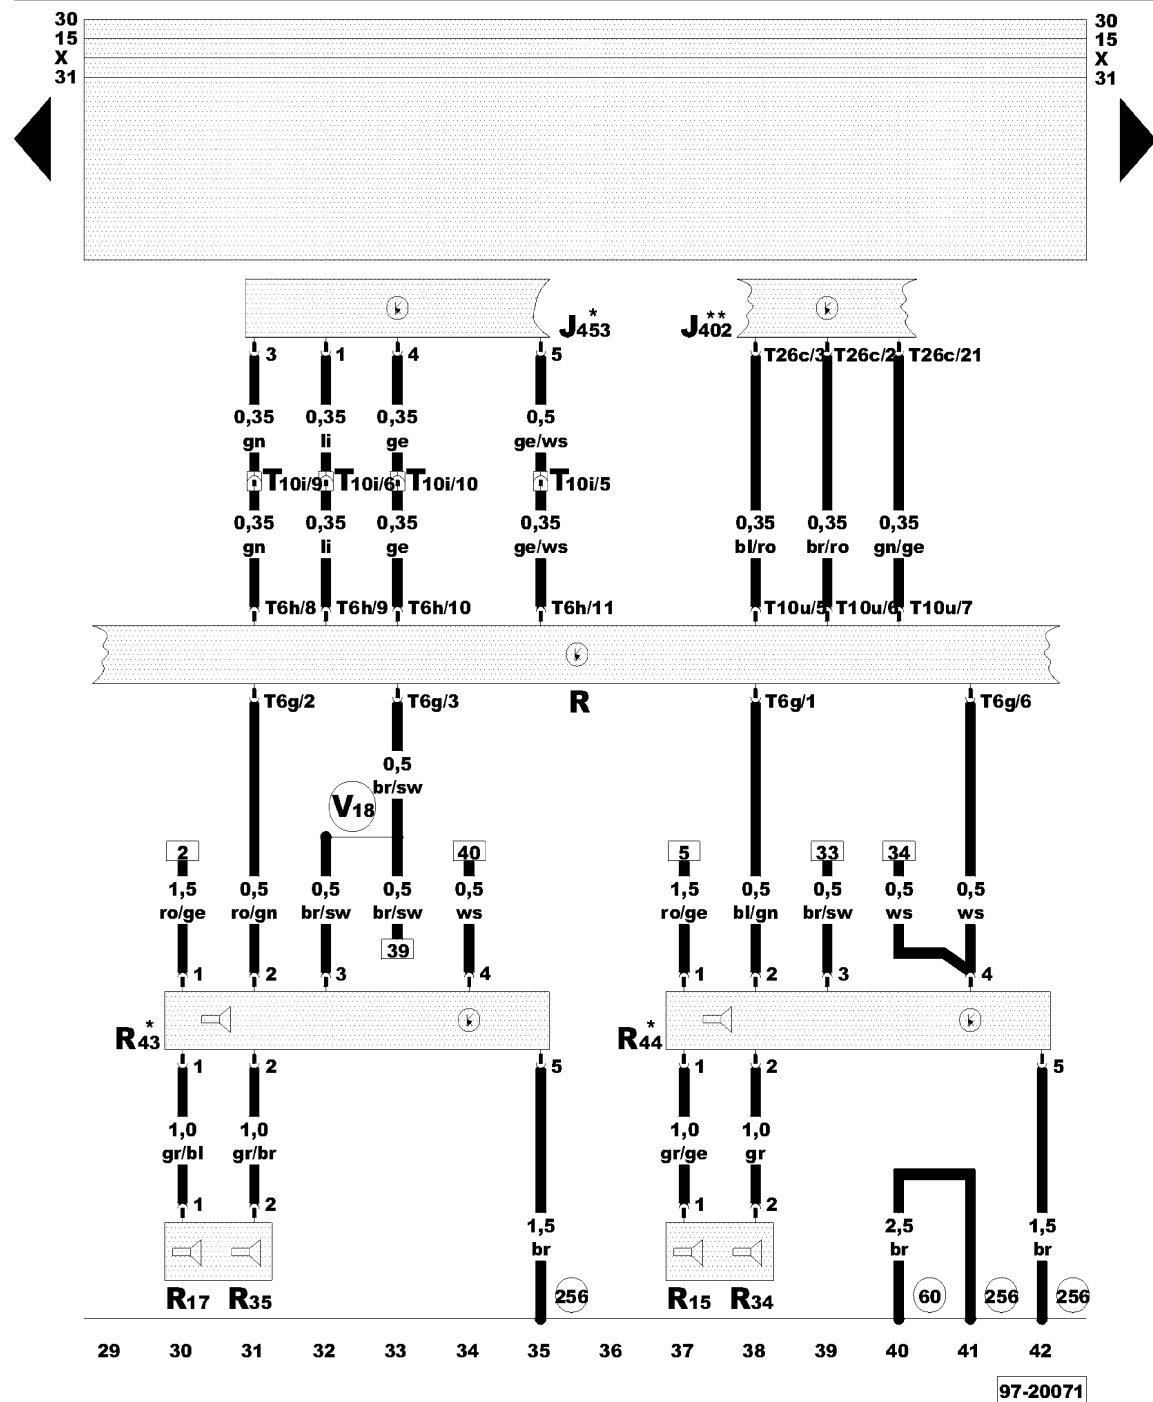 30 30
15 15
X X
31 31
J453 * J402 **
3 1 4 5 T26c/3 T26c/2 T26c/21
0,35 0,35 0,35 0,5
gn li ge ge/ws
T10i/9 T10i/6 T10i/10 T10i/5
0,35 0,35 0,35 0,35 0,35 0,35 0,35
gn li ge ge/ws bl/ro br/ro gn/ge
T6h/8 T6h/9 T6h/10 T6h/11 T10u/5 T10u/6 T10u/7
R
T6g/2 T6g/3 T6g/1 T6g/6
0,5
br/sw
V18
2 40 5 33 34
1,5 0,5 0,5 0,5 0,5 1,5 0,5 0,5 0,5 0,5
ro/ge ro/gn br/sw br/sw ws ro/ge bl/gn br/sw ws ws
39
1 2 3 4 1 2 3 4
R43 * R44 *
1 2 5 1 2 5
1,0 1,0 1,0 1,0
gr/bl gr/br gr/ge gr
1 2 1 2
1,5 2,5 1,5
br br br
R17 R35 256 R15 R34 60 256 256
29 30 31 32 33 34 35 36 37 38 39 40 41 42
97-20071